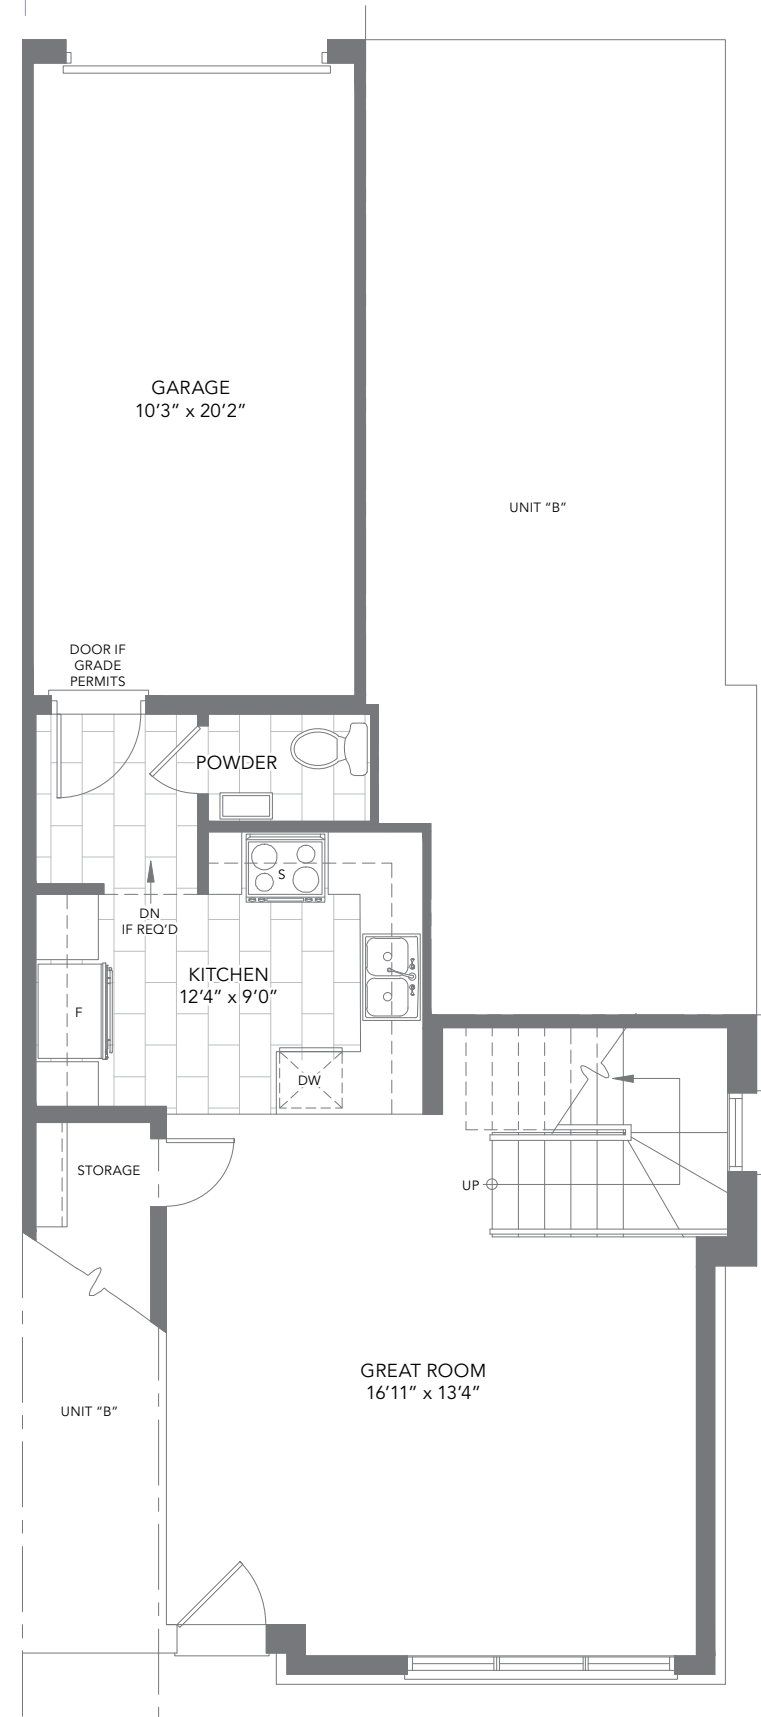 GARAGE
10’3” x 20’2”
UNIT “B”
DOOR IF
GRADE
PERMITS
POWDER
S
DN
IF REQ’D
KITCHEN
12’4” x 9’0”
F
DW
STORAGE
UP
GREAT ROOM
16’11” x 13’4”
UNIT “B”